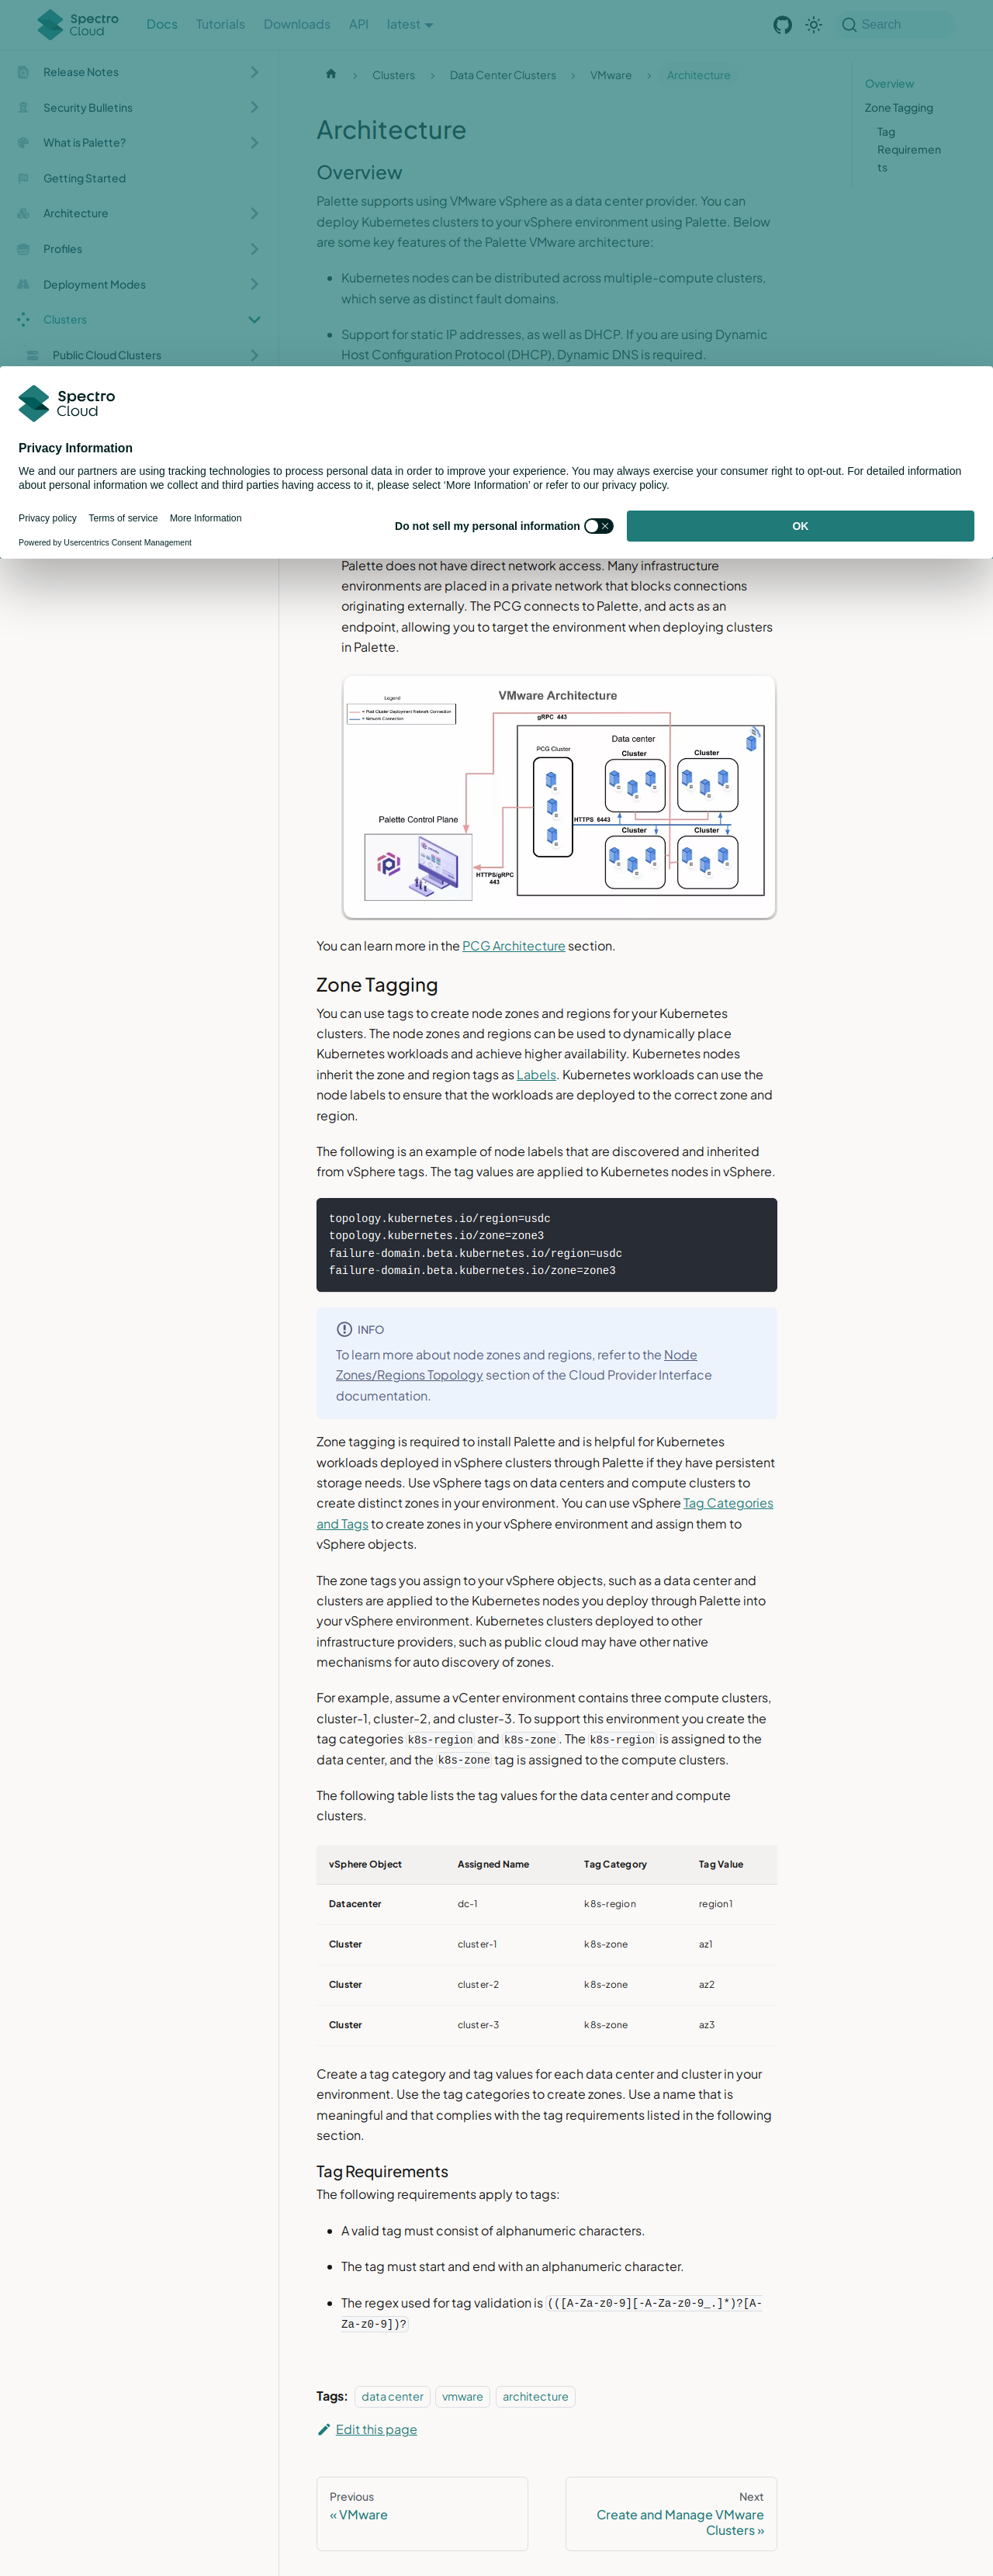 Spectro Cloud
Docs
Tutorials
Downloads
API
latest
Search
Release Notes
Security Bulletins
What is Palette?
Getting Started
Architecture
Profiles
Deployment Modes
Clusters
Public Cloud Clusters
Clusters
Data Center Clusters
VMware
Architecture
Overview
Zone Tagging
Tag
Requiremen
ts
Architecture
Overview
Palette supports using VMware vSphere as a data center provider. You can
deploy Kubernetes clusters to your vSphere environment using Palette. Below
are some key features of the Palette VMware architecture:
Kubernetes nodes can be distributed across multiple-compute clusters,
which serve as distinct fault domains.
Support for static IP addresses, as well as DHCP. If you are using Dynamic
Host Configuration Protocol (DHCP), Dynamic DNS is required.
Spectro
Cloud
Privacy Information
We and our partners are using tracking technologies to process personal data in order to improve your experience. You may always exercise your consumer right to opt-out. For detailed information
about personal information we collect and third parties having access to it, please select ‘More Information’ or refer to our privacy policy.
Privacy policy
Terms of service
More Information
Powered by Usercentrics Consent Management
Do not sell my personal information
OK
Palette does not have direct network access. Many infrastructure
environments are placed in a private network that blocks connections
originating externally. The PCG connects to Palette, and acts as an
endpoint, allowing you to target the environment when deploying clusters
in Palette.
VMware Architecture
Legend
= Post Cluster Deployment Network Connection
= Network Connection
gRPC 443
Data center
PCG Cluster
Cluster
Cluster
HTTPS 6443
Cluster
Cluster
Palette Control Plane
HTTPS/gRPC
443
You can learn more in the PCG Architecture section.
Zone Tagging
You can use tags to create node zones and regions for your Kubernetes
clusters. The node zones and regions can be used to dynamically place
Kubernetes workloads and achieve higher availability. Kubernetes nodes
inherit the zone and region tags as Labels. Kubernetes workloads can use the
node labels to ensure that the workloads are deployed to the correct zone and
region.
The following is an example of node labels that are discovered and inherited
from vSphere tags. The tag values are applied to Kubernetes nodes in vSphere.
topology.kubernetes.io/region=usdc
topology.kubernetes.io/zone=zone3
failure-domain.beta.kubernetes.io/region=usdc
failure-domain.beta.kubernetes.io/zone=zone3
INFO
To learn more about node zones and regions, refer to the Node
Zones/Regions Topology section of the Cloud Provider Interface
documentation.
Zone tagging is required to install Palette and is helpful for Kubernetes
workloads deployed in vSphere clusters through Palette if they have persistent
storage needs. Use vSphere tags on data centers and compute clusters to
create distinct zones in your environment. You can use vSphere Tag Categories
and Tags to create zones in your vSphere environment and assign them to
vSphere objects.
The zone tags you assign to your vSphere objects, such as a data center and
clusters are applied to the Kubernetes nodes you deploy through Palette into
your vSphere environment. Kubernetes clusters deployed to other
infrastructure providers, such as public cloud may have other native
mechanisms for auto discovery of zones.
For example, assume a vCenter environment contains three compute clusters,
cluster-1, cluster-2, and cluster-3. To support this environment you create the
tag categories k8s-region and k8s-zone. The k8s-region is assigned to the
data center, and the k8s-zone tag is assigned to the compute clusters.
The following table lists the tag values for the data center and compute
clusters.
vSphere Object Assigned Name Tag Category Tag Value
Datacenter dc-1 k8s-region region1
Cluster cluster-1 k8s-zone az1
Cluster cluster-2 k8s-zone az2
Cluster cluster-3 k8s-zone az3
Create a tag category and tag values for each data center and cluster in your
environment. Use the tag categories to create zones. Use a name that is
meaningful and that complies with the tag requirements listed in the following
section.
Tag Requirements
The following requirements apply to tags:
A valid tag must consist of alphanumeric characters.
The tag must start and end with an alphanumeric character.
The regex used for tag validation is (([A-Za-z0-9][-A-Za-z0-9_.]*)?[A-
Za-z0-9])?
Tags: data center vmware architecture
Edit this page
Previous
« VMware
Next
Create and Manage VMware
Clusters »